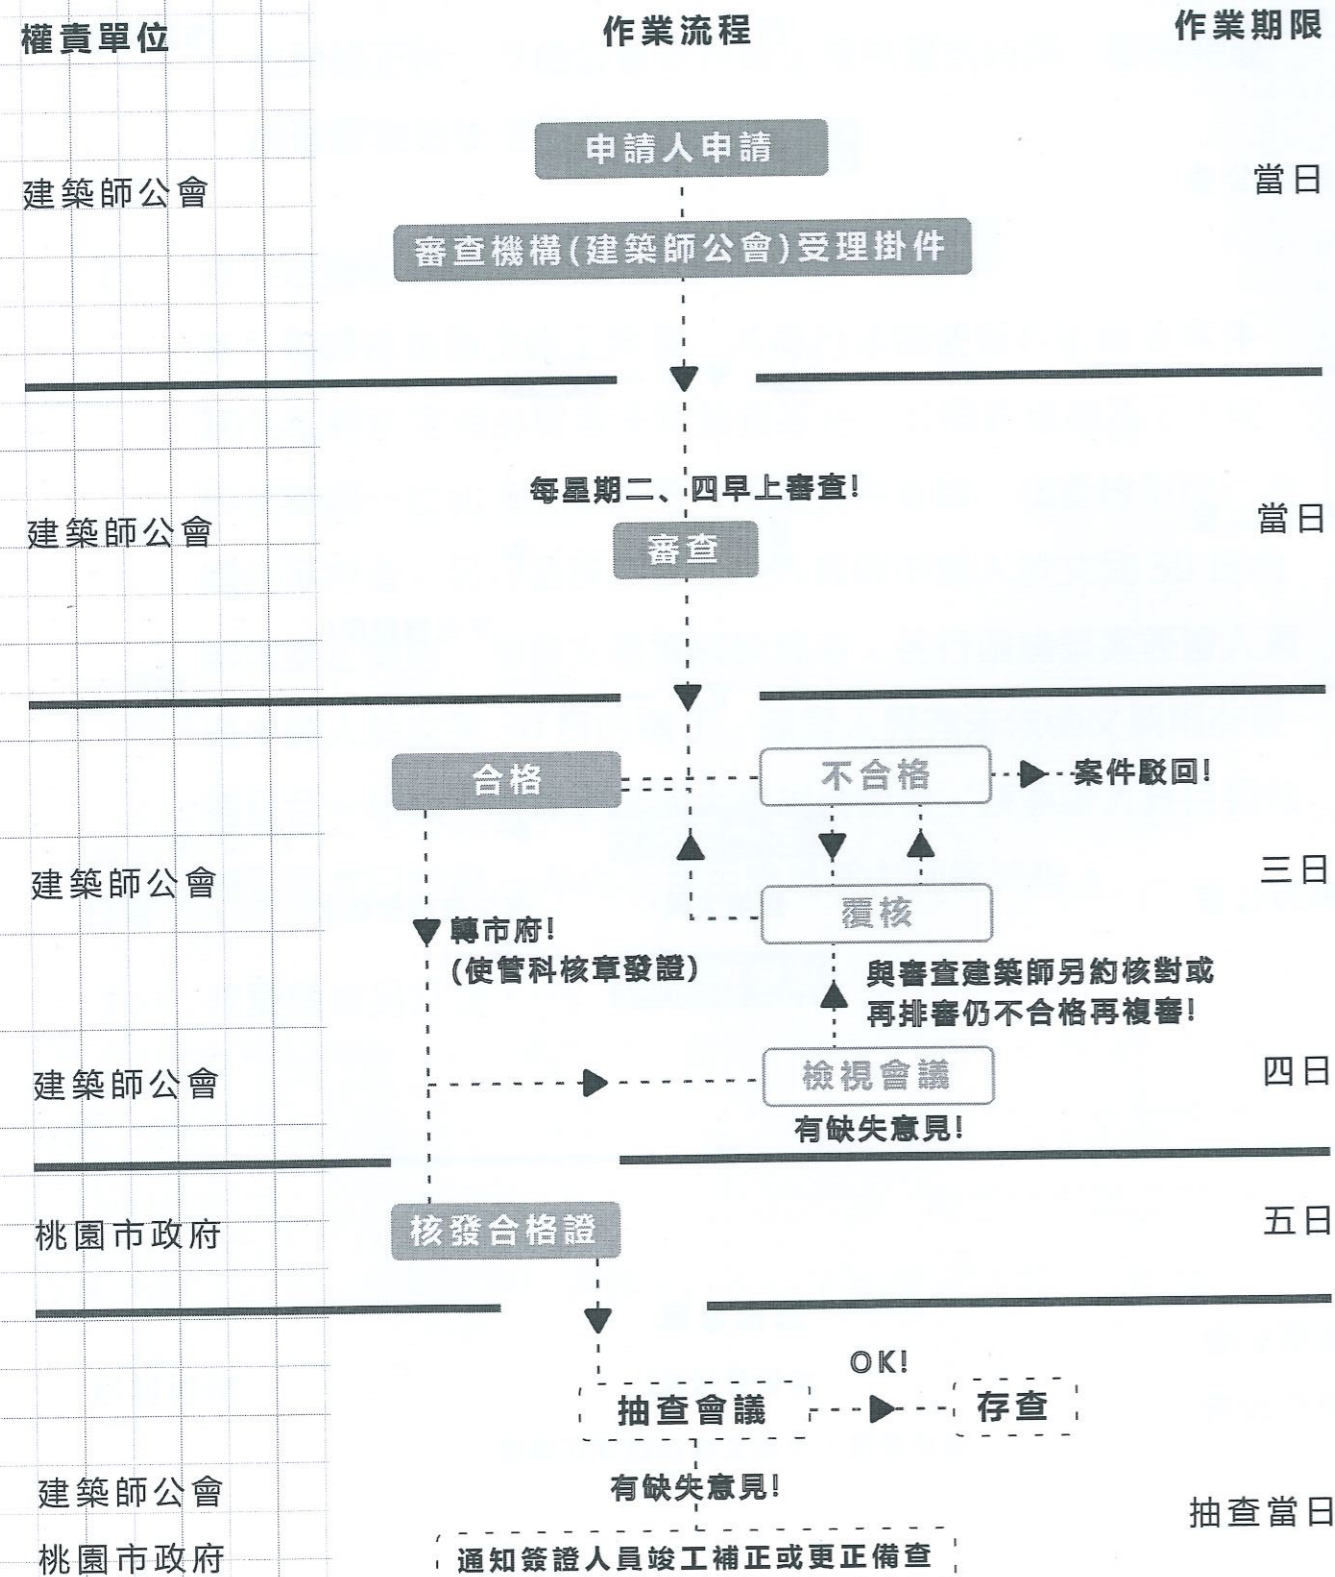 權責單位 作業流程 作業期限
申請人申請
建築師公會 當日
審查機構(建築師公會)受理掛件
每星期二、四早上審查!
建築師公會 審查 當日
合格 不合格 案件駁回!
建築師公會 覆核 三日
轉市府!
(使管科核章發證)
與審查建築師另約核對或
再排審仍不合格再複審!
建築師公會 檢視會議 四日
有缺失意見!
桃園市政府 核發合格證 五日
OK!
抽查會議 存查
建築師公會 有缺失意見!
抽查當日
桃園市政府 通知簽證人員竣工補正或更正備查